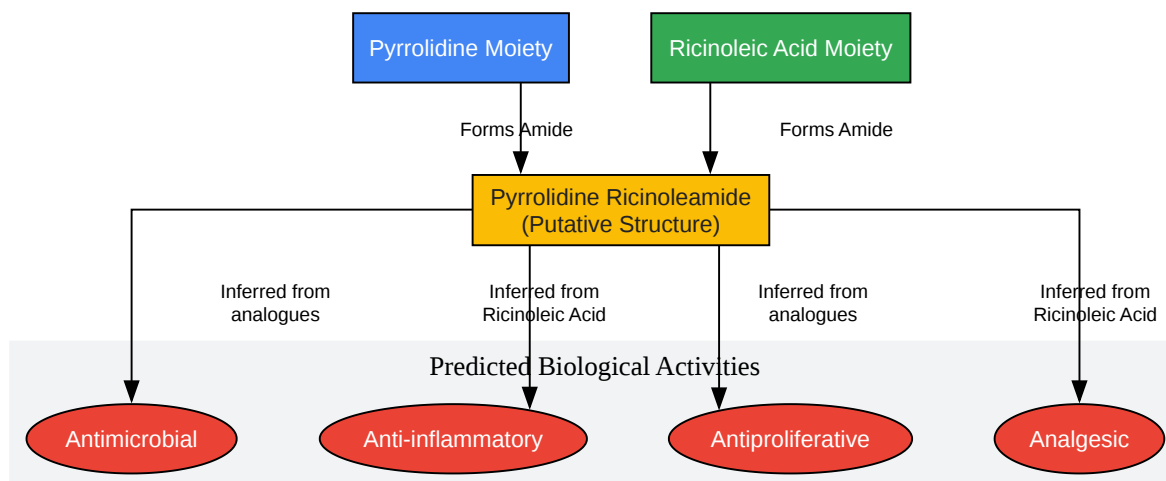 Pyrrolidine Moiety
Ricinoleic Acid Moiety
Forms Amide
Forms Amide
Pyrrolidine Ricinoleamide
(Putative Structure)
Inferred from
analogues
Inferred from
Ricinoleic Acid
Inferred from
analogues
Inferred from
Ricinoleic Acid
Predicted Biological Activities
Antimicrobial
Anti-inflammatory
Antiproliferative
Analgesic